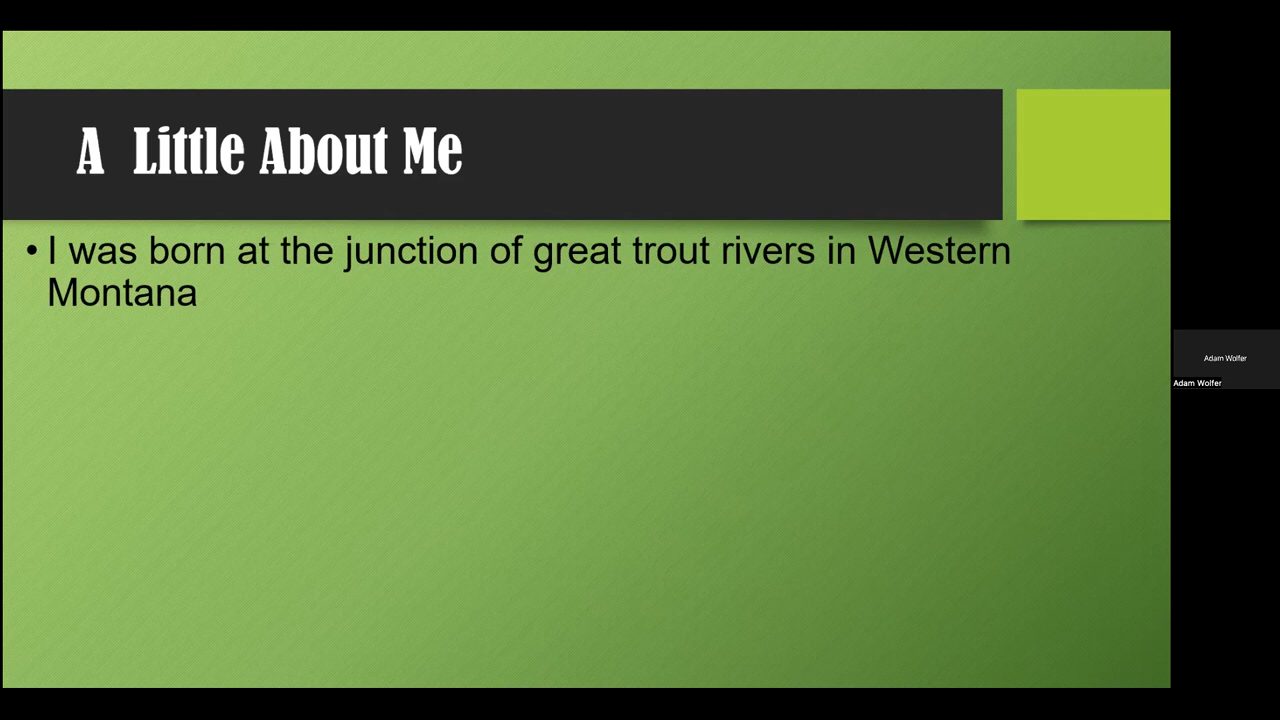 A Little About Me
• I was born at the junction of great trout rivers in Western
Montana
Adam Wolfer
Adam Wolfer